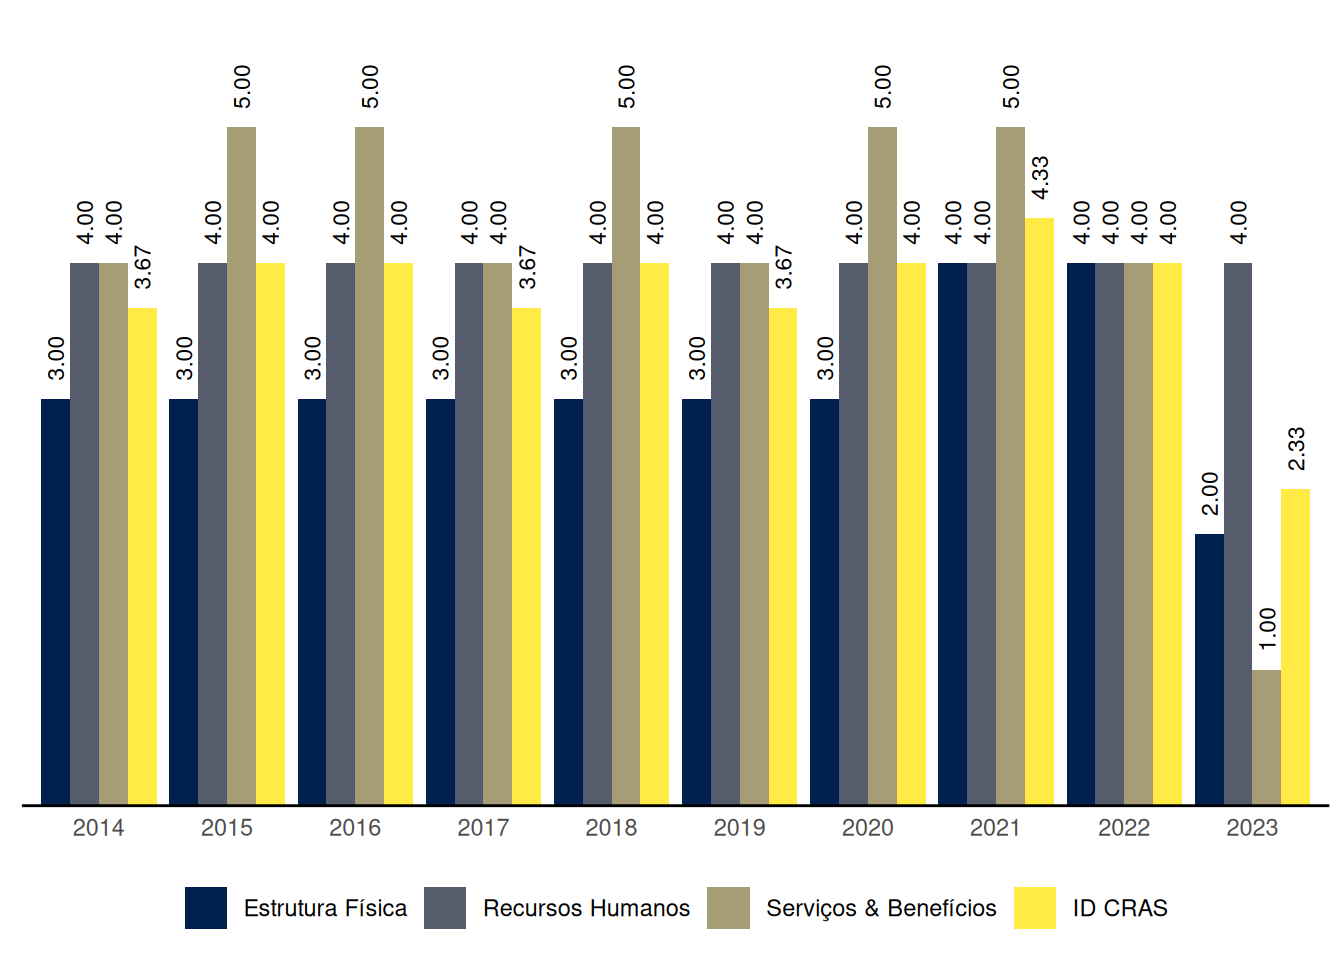 5.00 5.00 5.00 5.00 5.00
4.33
4.00 4.00 4.00 4.00 4.00 4.00 4.00 4.00 4.00 4.00 4.00 4.00 4.00 4.00 4.00 4.00 4.00 4.00 4.00 4.00 4.00 4.00
3.67 3.67 3.67
3.00 3.00 3.00 3.00 3.00 3.00 3.00
2.33
2.00
1.00
2014 2015 2016 2017 2018 2019 2020 2021 2022 2023
Estrutura Física Recursos Humanos Serviços & Benefícios ID CRAS